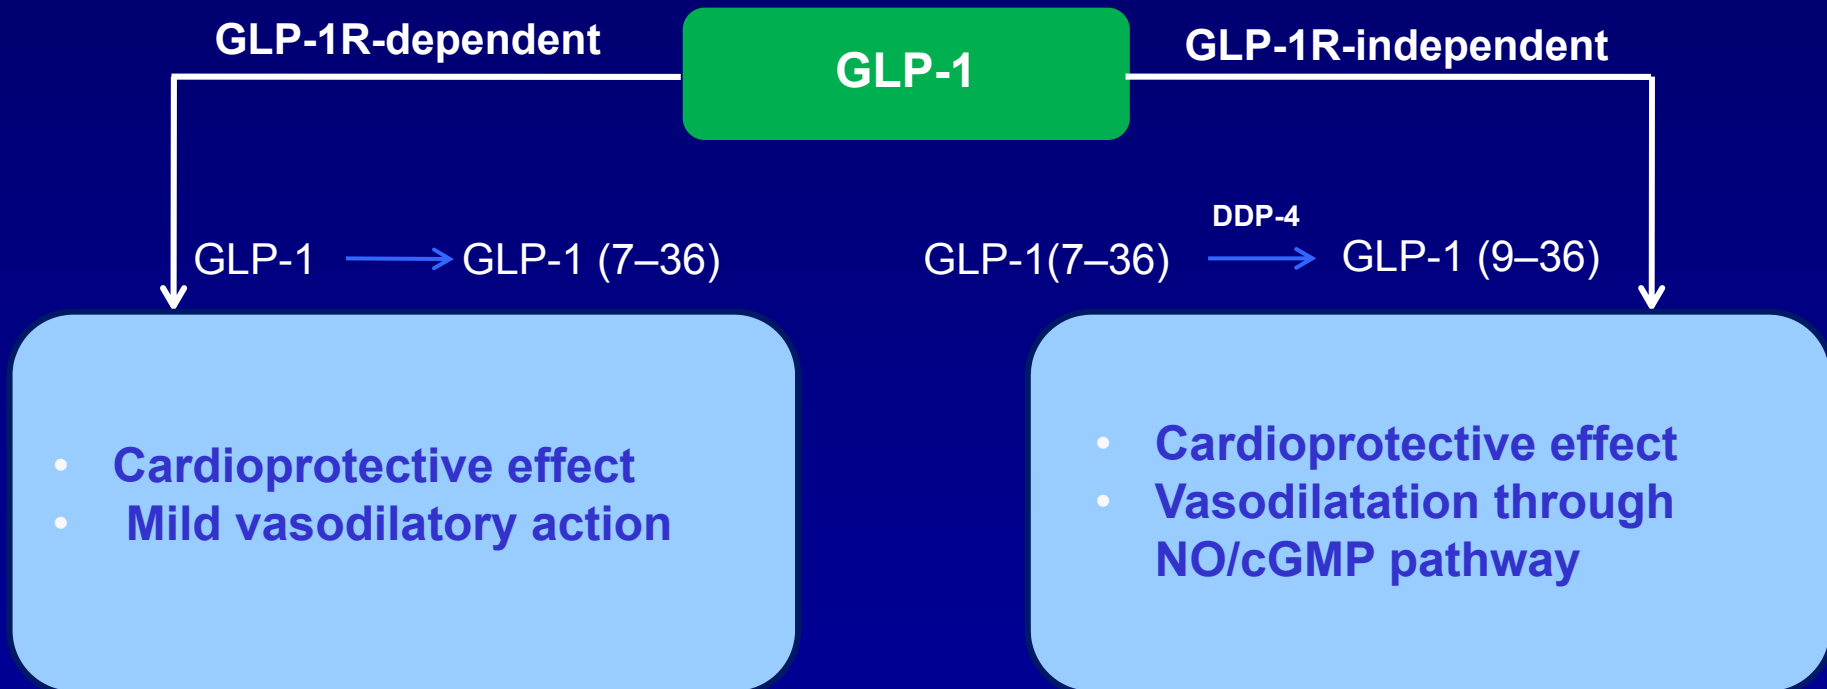 GLP-1R-dependent
GLP-1
GLP-1R-independent
GLP-1
GLP-1 (7–36)
GLP-1(7–36)
DDP-4
GLP-1 (9–36)
• Cardioprotective effect
• Mild vasodilatory action
• Cardioprotective effect
• Vasodilatation through
NO/cGMP pathway